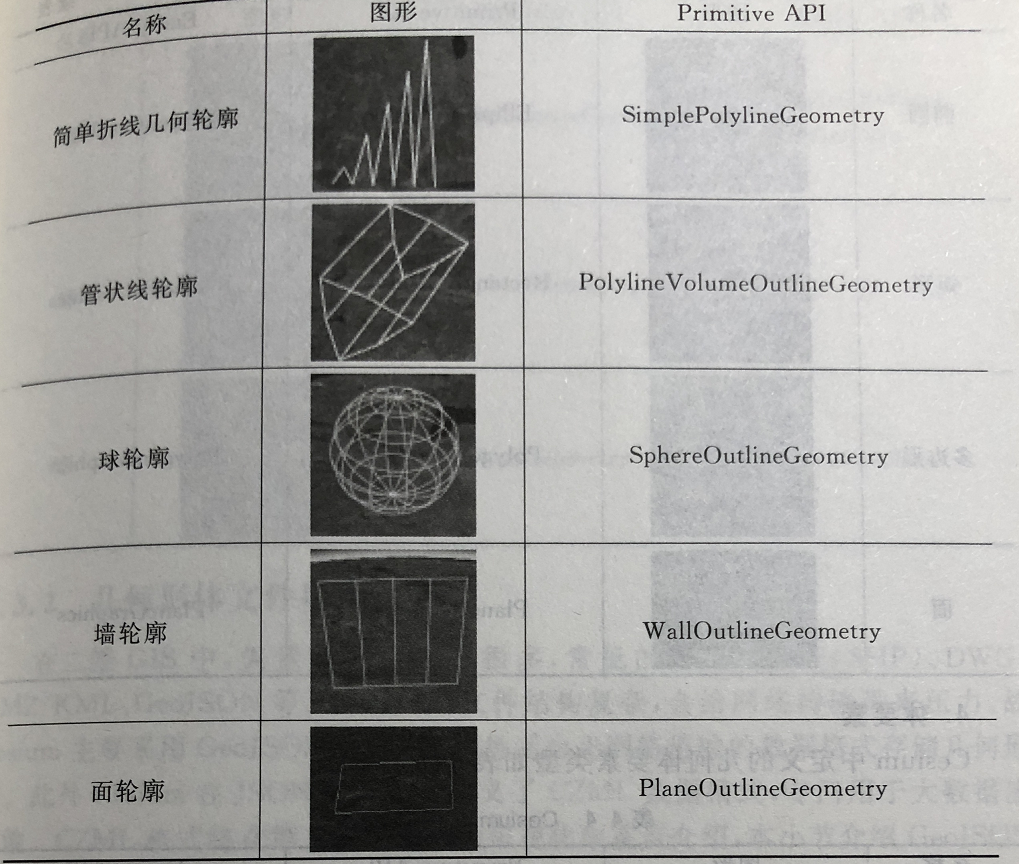 名称 图形 Primitive API
简单折线几何轮廓 SimplePolylineGeometry
管状线轮廓 PolylineVolumeOutlineGeometry
球轮廓 SphereOutlineGeometry
墙轮廓 WallOutlineGeometry
面轮廓 PlaneOutlineGeometry